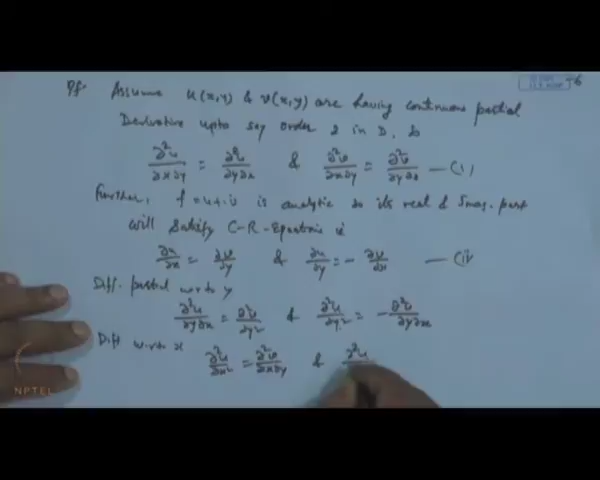 Pf. Assume u(x,y) & v(x,y) are having continuous partial
Derivative upto say order 2 in D, so
∂²u/∂x∂y = ∂²u/∂y∂x & ∂²v/∂x∂y = ∂²v/∂y∂x —(i)
Further, f = u+iv is analytic so its real & Imag. part
will satisfy C-R-Equations ie
∂u/∂x = ∂v/∂y & ∂u/∂y = - ∂v/∂x —(ii)
Diff. partial w.r.to y
∂²u/∂y∂x = ∂²v/∂y² & ∂²u/∂y² = - ∂²v/∂y∂x
Diff w.r.to x
∂²u/∂x² = ∂²v/∂x∂y & ∂²u
NPTEL